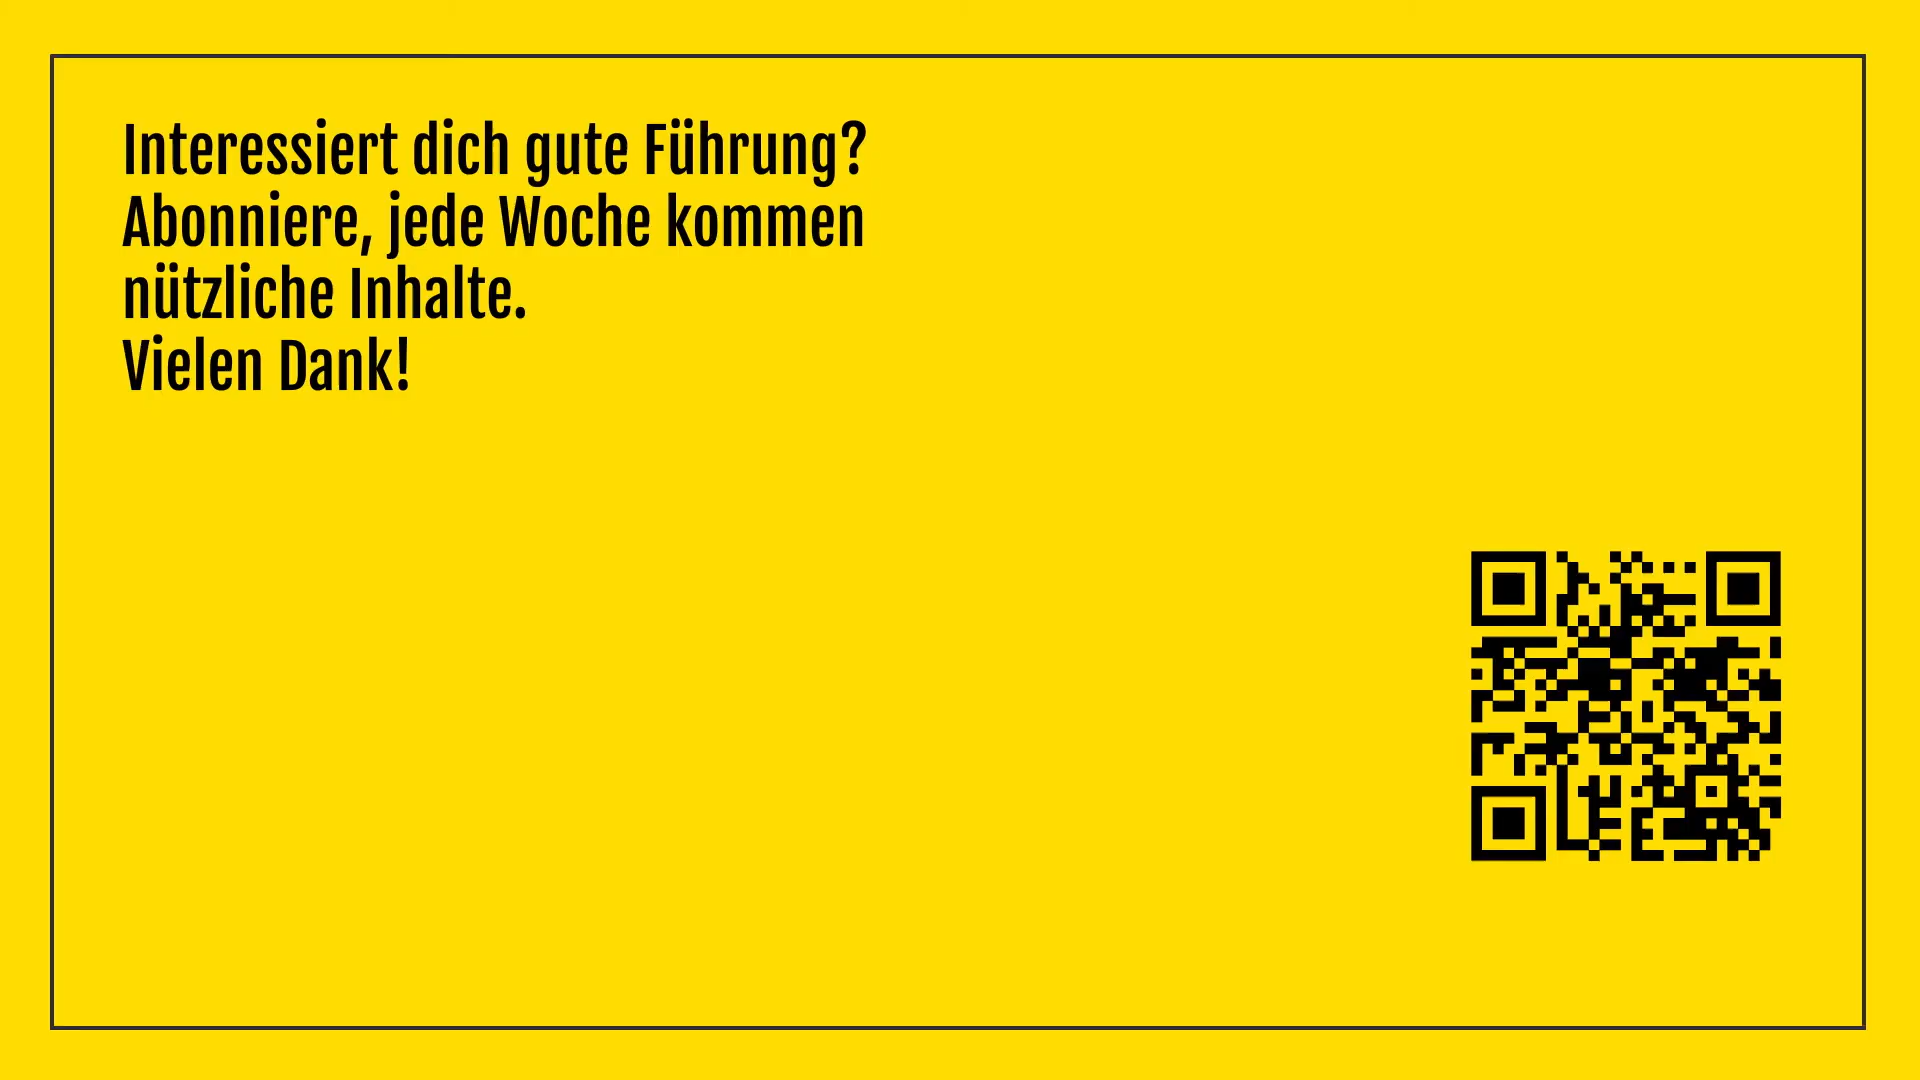 Interessiert dich gute Führung?
Abonniere, jede Woche kommen
nützliche Inhalte.
Vielen Dank!